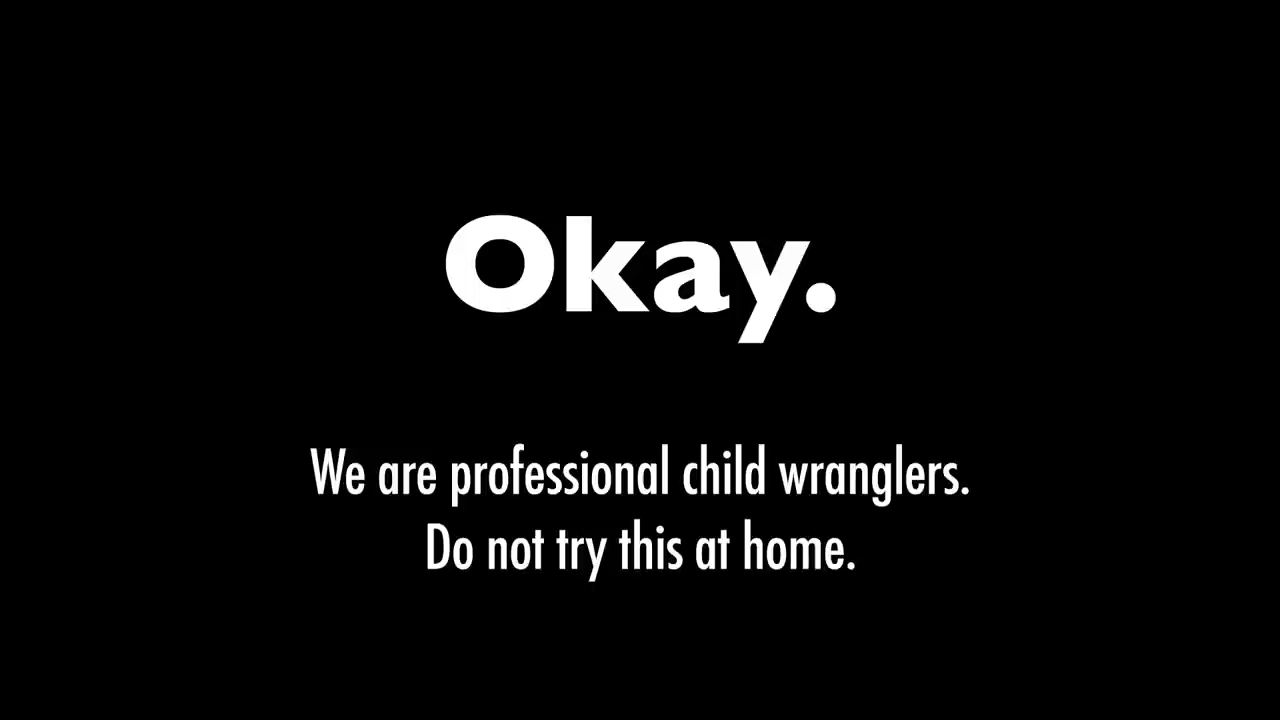 Okay.
We are professional child wranglers.
Do not try this at home.